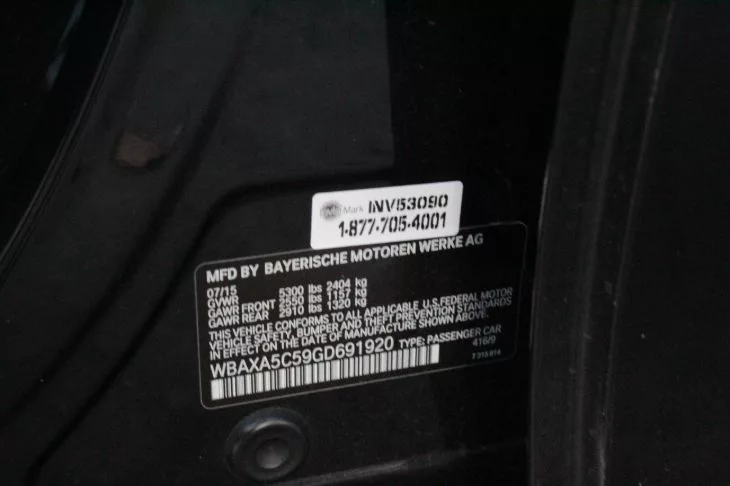 Mark INV53090
1-877-705-4001
MFD BY BAYERISCHE MOTOREN WERKE AG
07/15
GVWR 5300 lbs 2404 kg
GAWR FRONT 2550 lbs 1157 kg
GAWR REAR 2910 lbs 1320 kg
THIS VEHICLE CONFORMS TO ALL APPLICABLE U.S. FEDERAL MOTOR
VEHICLE SAFETY, BUMPER AND THEFT PREVENTION STANDARDS
IN EFFECT ON THE DATE OF MANUFACTURE SHOWN ABOVE.
WBAXA5C59GD691920 TYPE: PASSENGER CAR
416/9
7 315 814